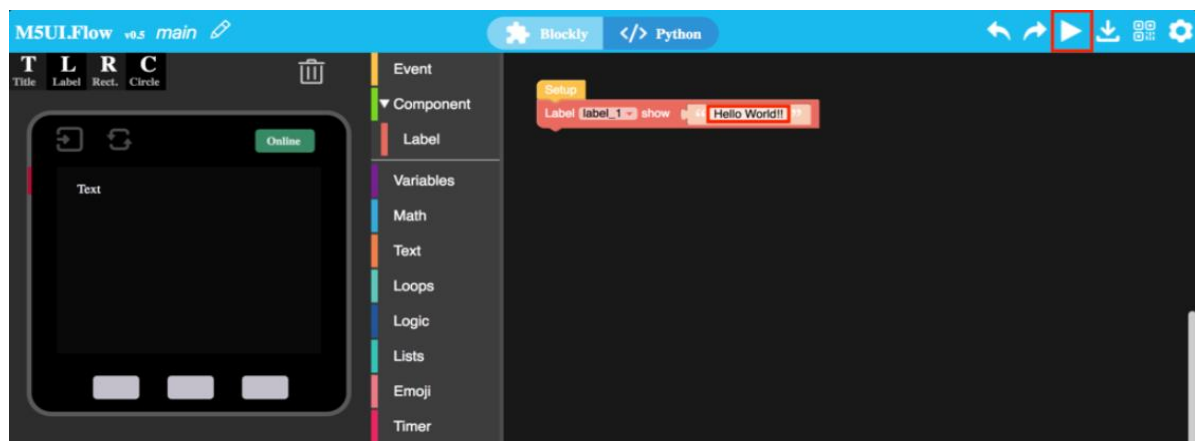 M5UI.Flow v0.5 main
Blockly </> Python
T L R C
Title Label Rect. Circle
Online
Text
Event
Component
Label
Variables
Math
Text
Loops
Logic
Lists
Emoji
Timer
Setup
Label label_1 show “ Hello World!! ”